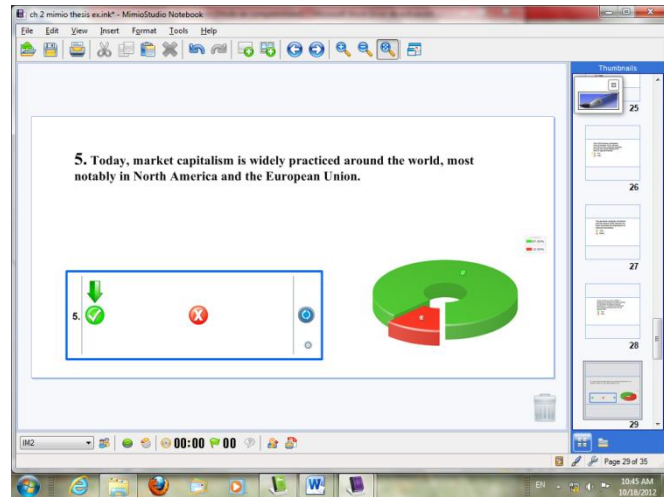 ch 2 mimio thesis ex.ink* - MimioStudio Notebook
File Edit View Insert Format Tools Help
Thumbnails
25
5. Today, market capitalism is widely practiced around the world, most
notably in North America and the European Union.
26
27
5.
28
29
IM2
00:00
00
Page 29 of 35
EN
10:45 AM
10/18/2012